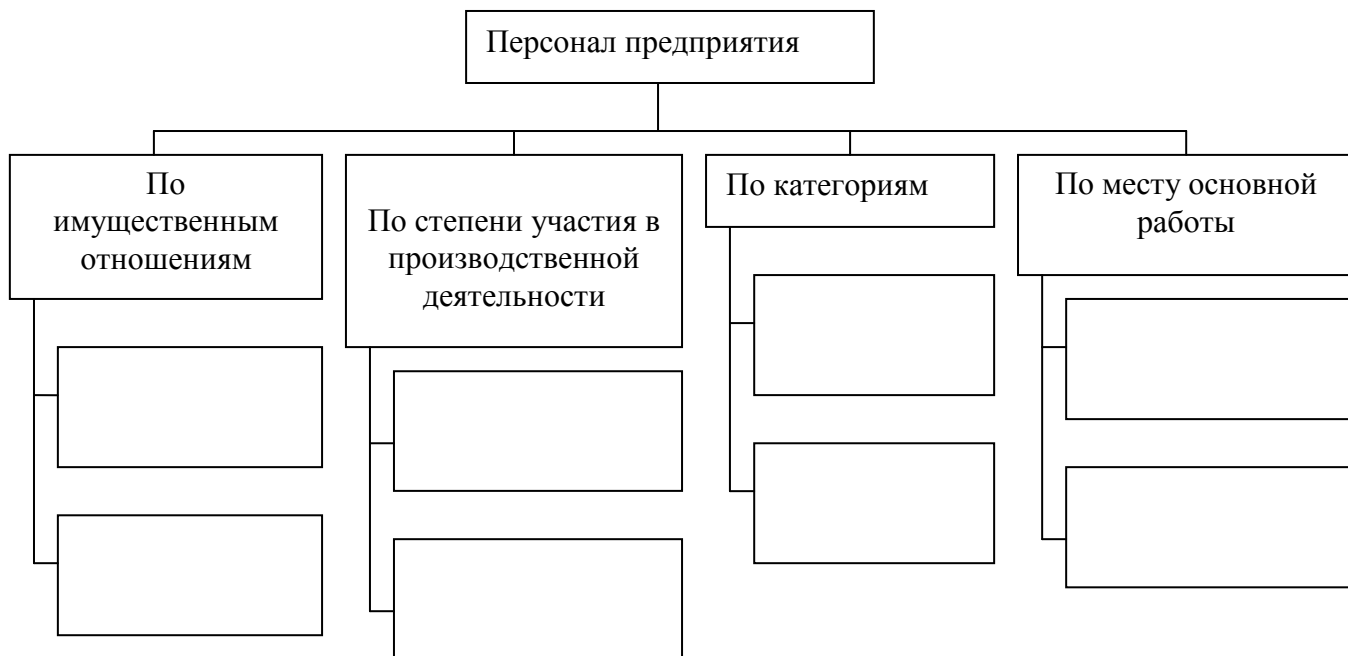 Персонал предприятия
По
имущественным
отношениям
По степени участия в
производственной
деятельности
По категориям
По месту основной
работы